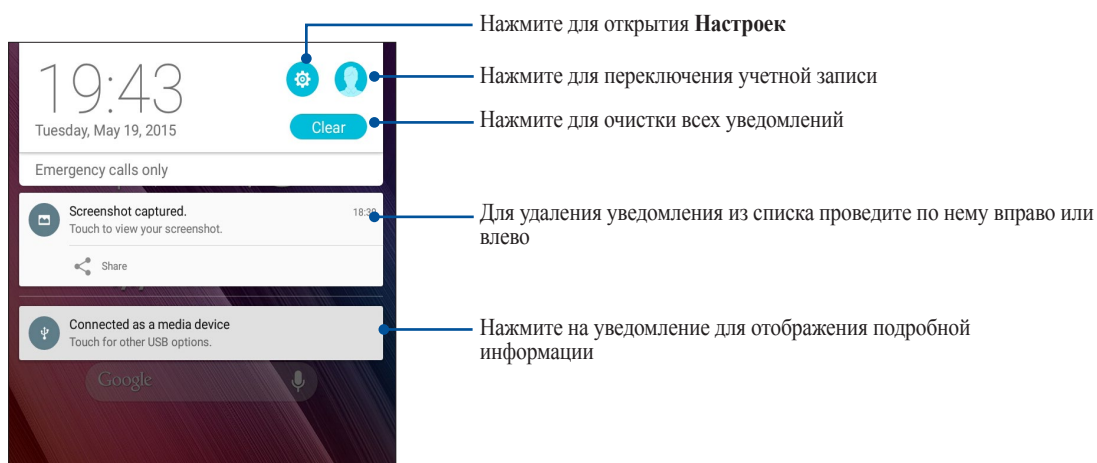 Нажмите для открытия Настроек
19:43
Нажмите для переключения учетной записи
Tuesday, May 19, 2015
Clear
Нажмите для очистки всех уведомлений
Emergency calls only
Screenshot captured.
Touch to view your screenshot.
Share
Для удаления уведомления из списка проведите по нему вправо или
влево
Connected as a media device
Touch for other USB options.
Нажмите на уведомление для отображения подробной
информации
Google